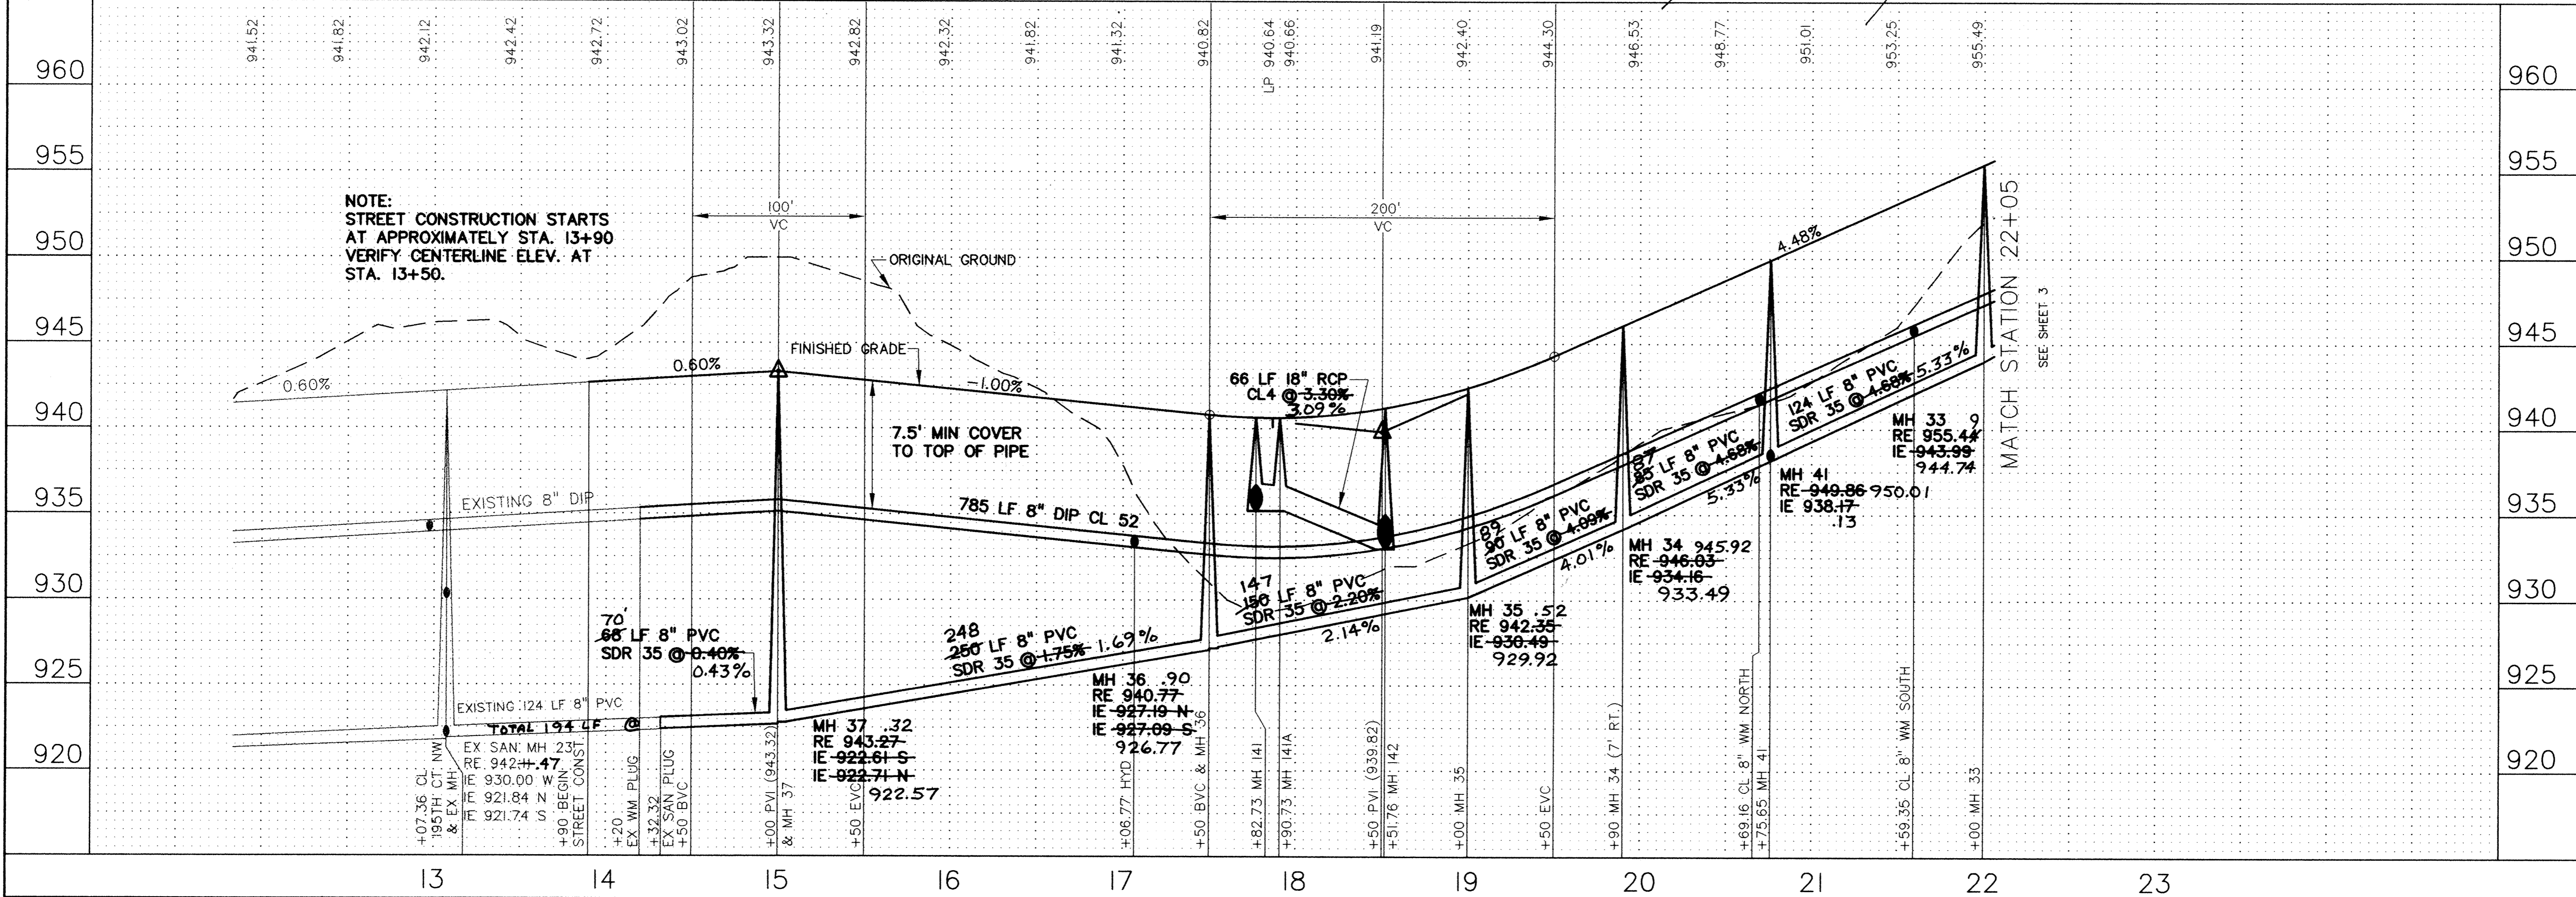 941.52
941.82
942.12
942.42
942.72
943.02
943.32
942.82
942.32
941.82
941.32
940.82
LP 940.64
940.66
941.19
942.40
944.30
946.53
948.77
951.01
953.25
955.49
960
960
955
955
950
950
945
945
940
940
935
935
930
930
925
925
920
920
NOTE:
STREET CONSTRUCTION STARTS
AT APPROXIMATELY STA. 13+90
VERIFY CENTERLINE ELEV. AT
STA. 13+50.
100'
VC
200'
VC
ORIGINAL GROUND
FINISHED GRADE
0.60%
0.60%
-1.00%
4.48%
7.5' MIN COVER
TO TOP OF PIPE
66 LF 18" RCP
CL4 @ 3.30%
3.09%
EXISTING 8" DIP
785 LF 8" DIP CL 52
70'
68 LF 8" PVC
SDR 35 @ 0.40%
0.43%
248
250 LF 8" PVC
SDR 35 @ 1.75% 1.69%
147
150 LF 8" PVC
SDR 35 @ 2.20%
2.14%
89
90 LF 8" PVC
SDR 35 @ 4.09%
4.01%
87
85 LF 8" PVC
SDR 35 @ 4.68%
5.33%
124 LF 8" PVC
SDR 35 @ 4.68% 5.33%
EXISTING 124 LF 8" PVC
TOTAL 194 LF @
EX SAN MH 23
RE 942.11 .47
IE 930.00 W
IE 921.84 N
IE 921.74 S
MH 37 .32
RE 943.27
IE 922.61 S
IE 922.71 N
922.57
MH 36 .90
RE 940.77
IE 927.19 N
IE 927.09 S
926.77
MH 35 .52
RE 942.35
IE 930.49
929.92
MH 34 945.92
RE 946.03
IE 934.16
933.49
MH 41
RE 949.86 950.01
IE 938.17
.13
MH 33 9
RE 955.44
IE 943.99
944.74
MATCH STATION 22+05
SEE SHEET 3
+07.36 CL
195TH CT NW
& EX MH
+90 BEGIN
STREET CONST
+20
EX WM PLUG
+32.32
EX SAN PLUG
+50 BVC
+00 PVI (943.32)
& MH 37
+50 EVC
+06.77 HYD
+50 BVC & MH 36
+82.73 MH 141
+90.73 MH 141A
+50 PVI (939.82)
+51.76 MH 142
+00 MH 35
+50 EVC
+90 MH 34 (7' RT.)
+69.16 CL 8" WM NORTH
+75.65 MH 41
+59.35 CL 8" WM SOUTH
+00 MH 33
13
14
15
16
17
18
19
20
21
22
23